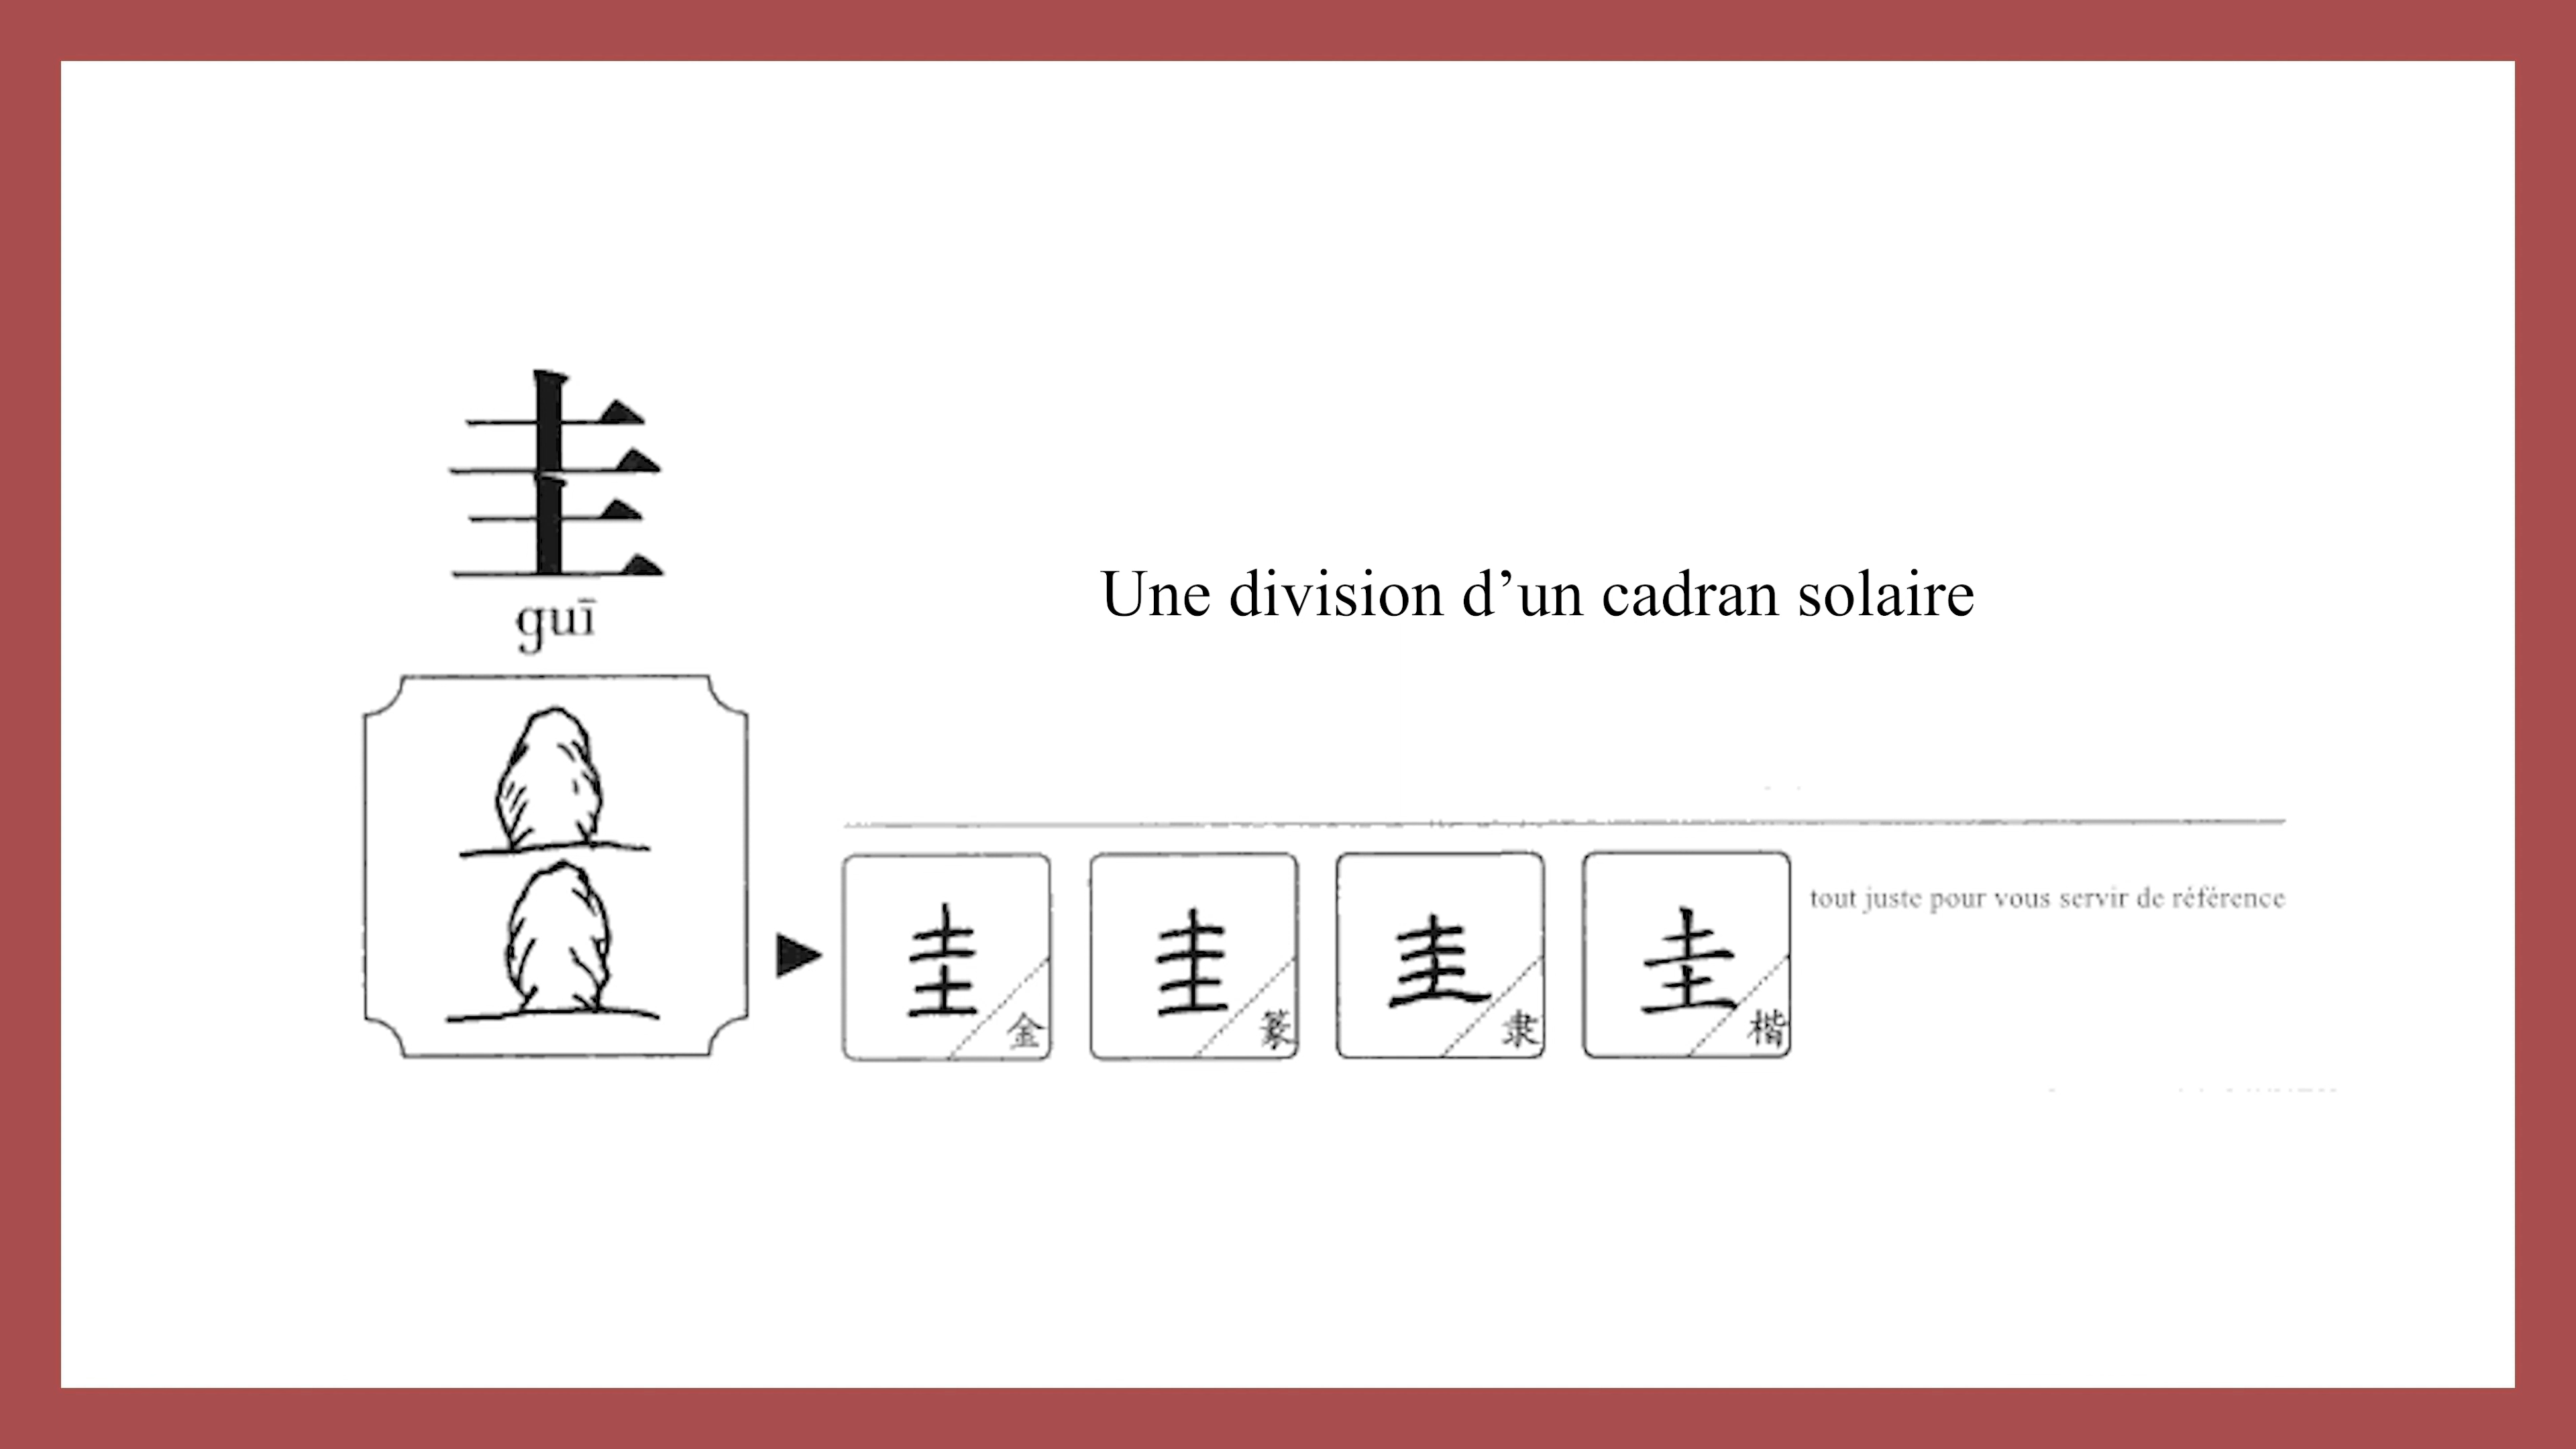 圭
guī
Une division d’un cadran solaire
圭 金
圭 篆
圭 隶
圭 楷
tout juste pour vous servir de référence